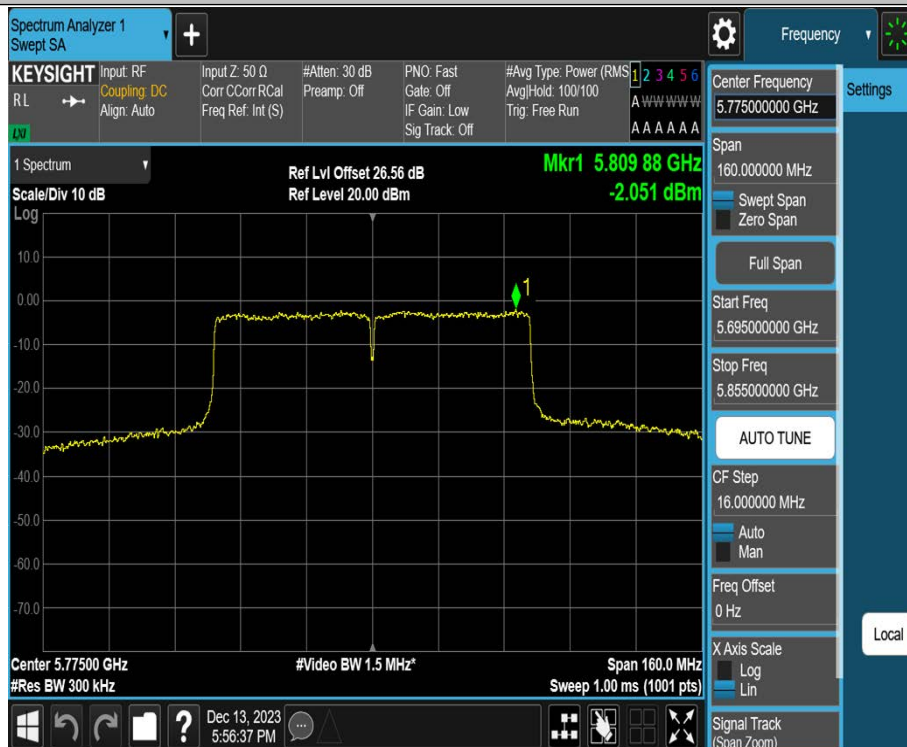 Spectrum Analyzer 1
Swept SA
+
Frequency
KEYSIGHT
R L
LXI
Input: RF
Coupling: DC
Align: Auto
Input Z: 50 Ω
Corr CCorr RCal
Freq Ref: Int (S)
#Atten: 30 dB
Preamp: Off
PNO: Fast
Gate: Off
IF Gain: Low
Sig Track: Off
#Avg Type: Power (RMS
Avg|Hold: 100/100
Trig: Free Run
1 2 3 4 5 6
A W W W W W
A A A A A A
1 Spectrum
Scale/Div 10 dB
Ref Lvl Offset 26.56 dB
Ref Level 20.00 dBm
Mkr1 5.809 88 GHz
-2.051 dBm
Log
10.0
0.00
-10.0
-20.0
-30.0
-40.0
-50.0
-60.0
-70.0
1
Center 5.77500 GHz
#Res BW 300 kHz
#Video BW 1.5 MHz*
Span 160.0 MHz
Sweep 1.00 ms (1001 pts)
?
Dec 13, 2023
5:56:37 PM
Center Frequency
5.775000000 GHz
Settings
Span
160.000000 MHz
Swept Span
Zero Span
Full Span
Start Freq
5.695000000 GHz
Stop Freq
5.855000000 GHz
AUTO TUNE
CF Step
16.000000 MHz
Auto
Man
Freq Offset
0 Hz
Local
X Axis Scale
Log
Lin
Signal Track
(Span Zoom)